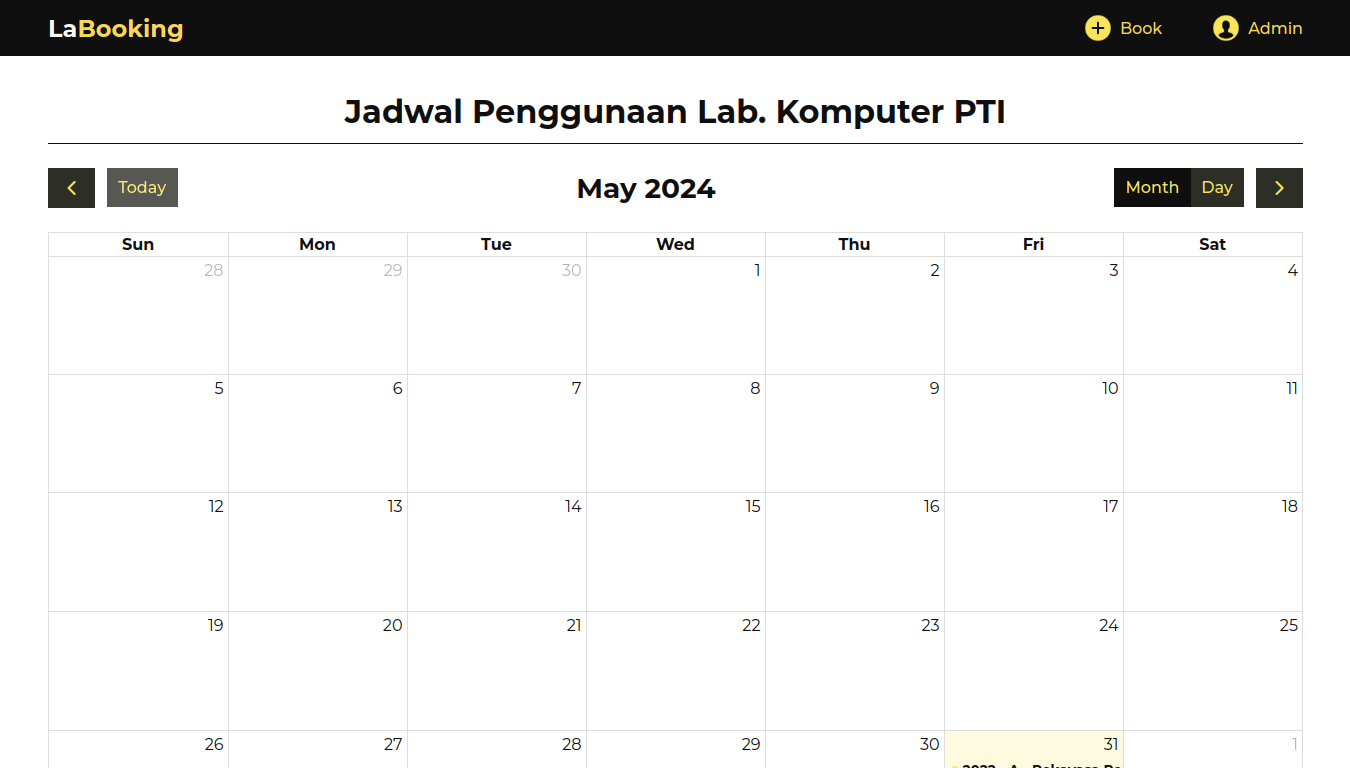 LaBooking Book Admin
Jadwal Penggunaan Lab. Komputer PTI
Today May 2024 Month Day
Sun Mon Tue Wed Thu Fri Sat
28 29 30 1 2 3 4
5 6 7 8 9 10 11
12 13 14 15 16 17 18
19 20 21 22 23 24 25
26 27 28 29 30 31 1